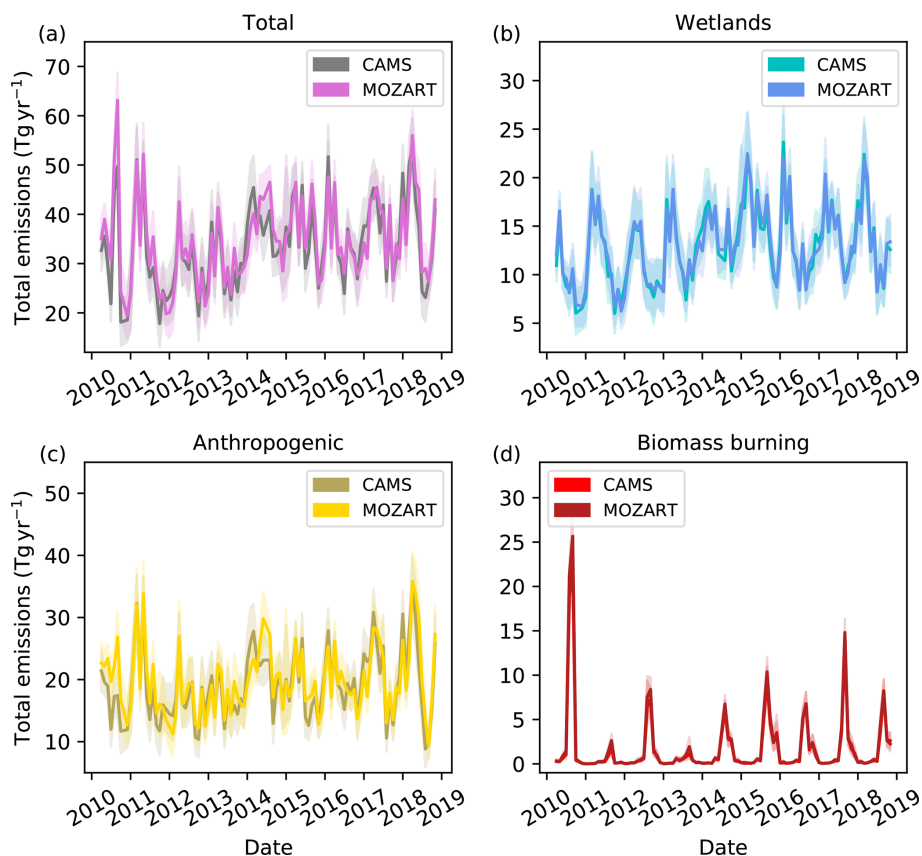 (a) Total
70
60
50
40
30
20
Total emissions (Tg yr⁻¹)
CAMS
MOZART
2010 2011 2012 2013 2014 2015 2016 2017 2018 2019
(b) Wetlands
30
25
20
15
10
5
CAMS
MOZART
2010 2011 2012 2013 2014 2015 2016 2017 2018 2019
(c) Anthropogenic
50
40
30
20
10
Total emissions (Tg yr⁻¹)
CAMS
MOZART
2010 2011 2012 2013 2014 2015 2016 2017 2018 2019
Date
(d) Biomass burning
30
25
20
15
10
5
0
CAMS
MOZART
2010 2011 2012 2013 2014 2015 2016 2017 2018 2019
Date